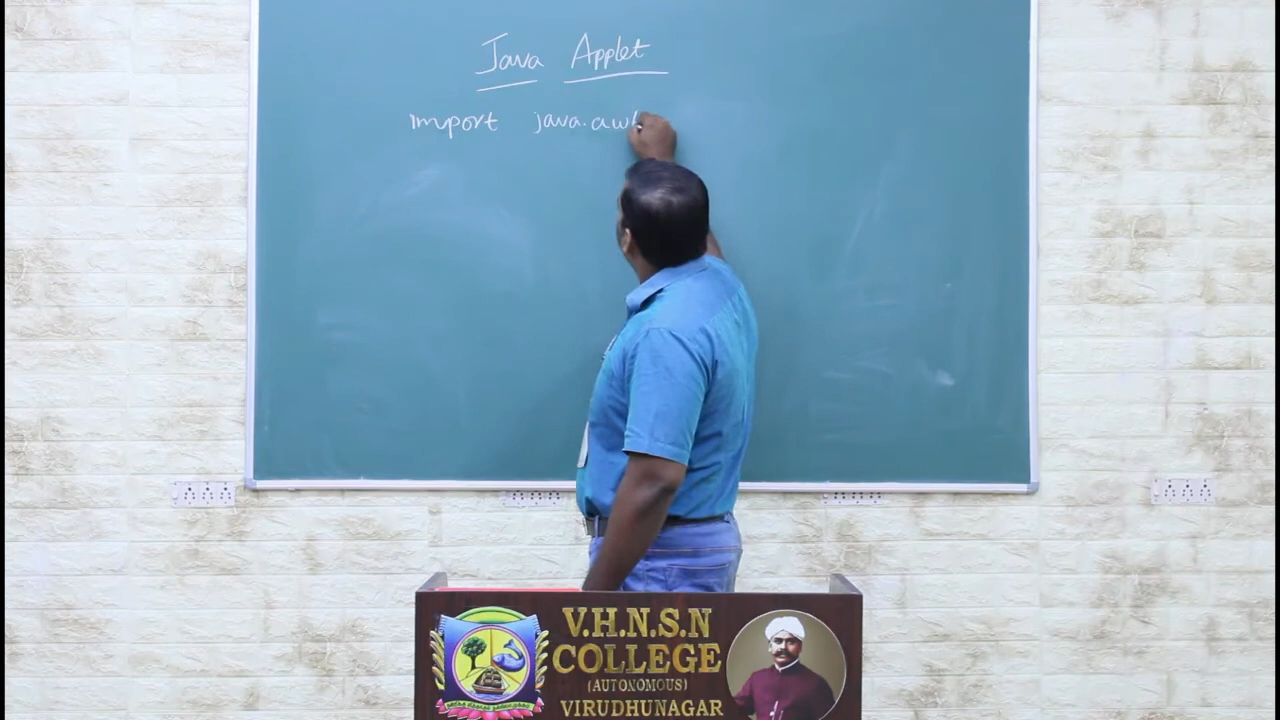 Java Applet
import java.awt
V.H.N.S.N
COLLEGE
(AUTONOMOUS)
VIRUDHUNAGAR